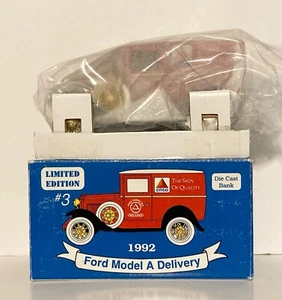 LIMITED
EDITION
#3
CITGO
THE SIGN
OF QUALITY
Die Cast
Bank
1992
Ford Model A Delivery